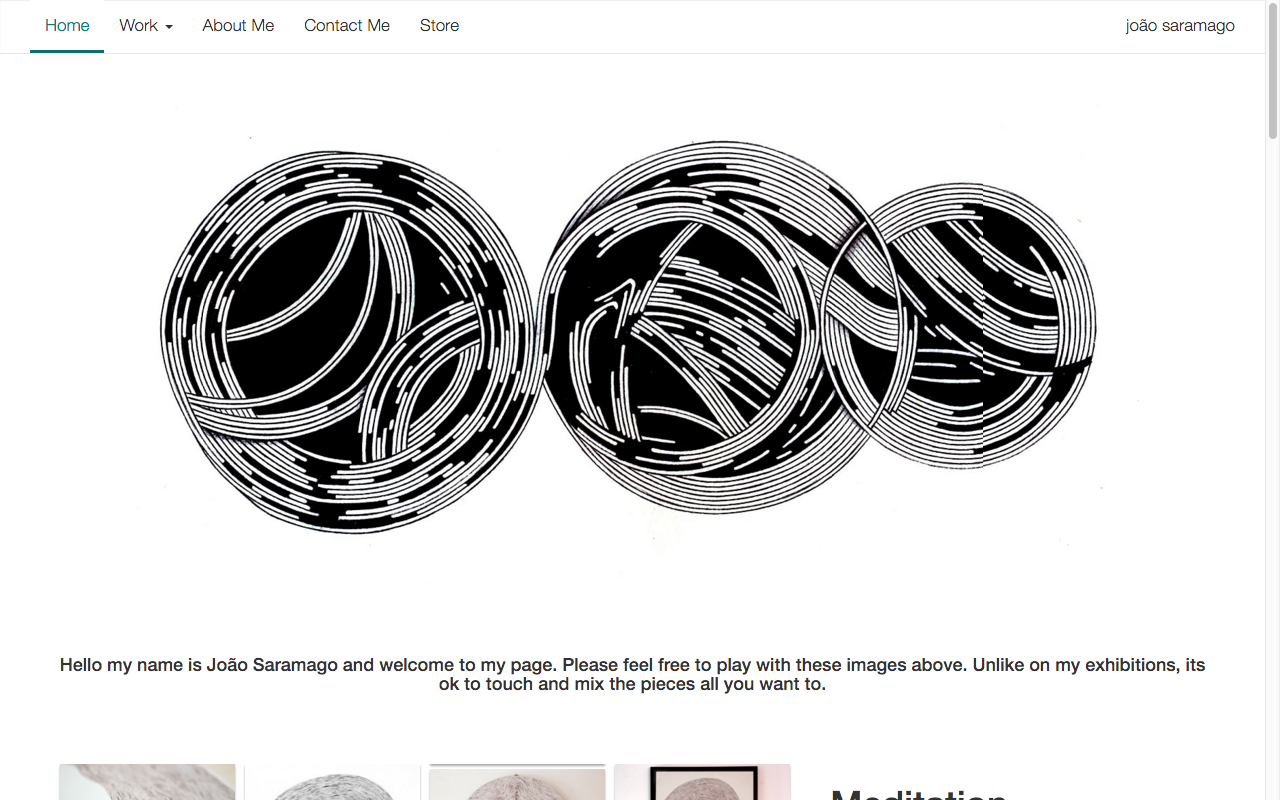 Home Work About Me Contact Me Store joão saramago
Hello my name is João Saramago and welcome to my page. Please feel free to play with these images above. Unlike on my exhibitions, its
ok to touch and mix the pieces all you want to.
Meditation